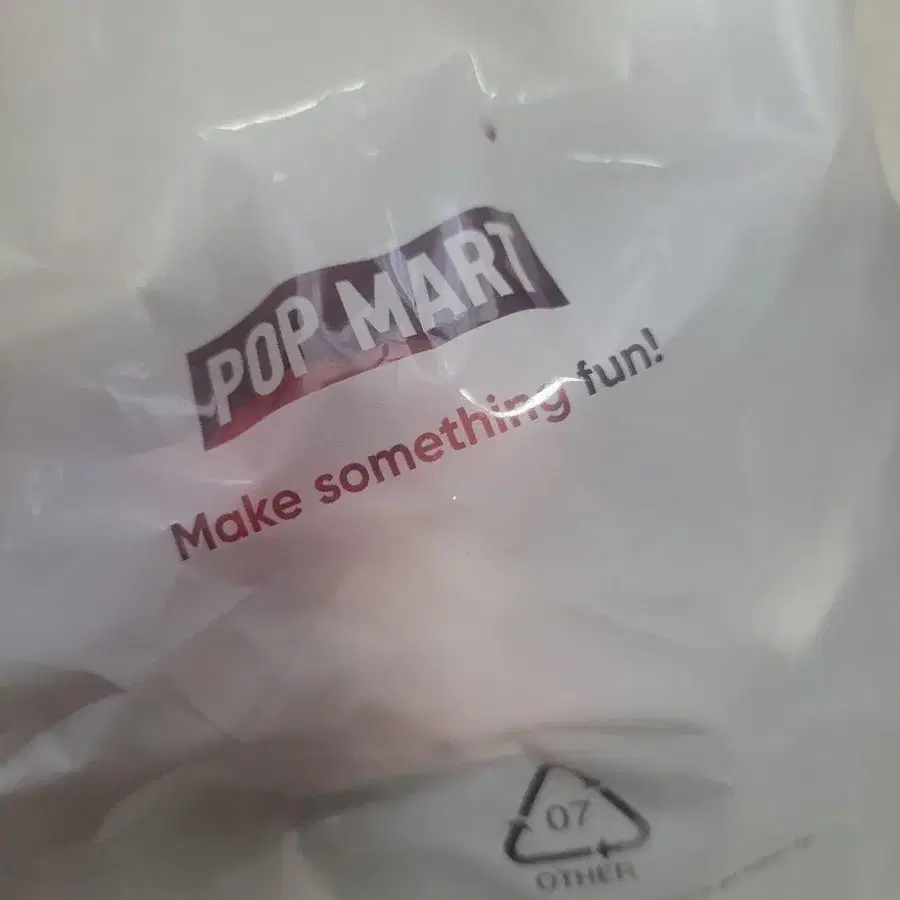 POP MART
Make something fun!
07
OTHER